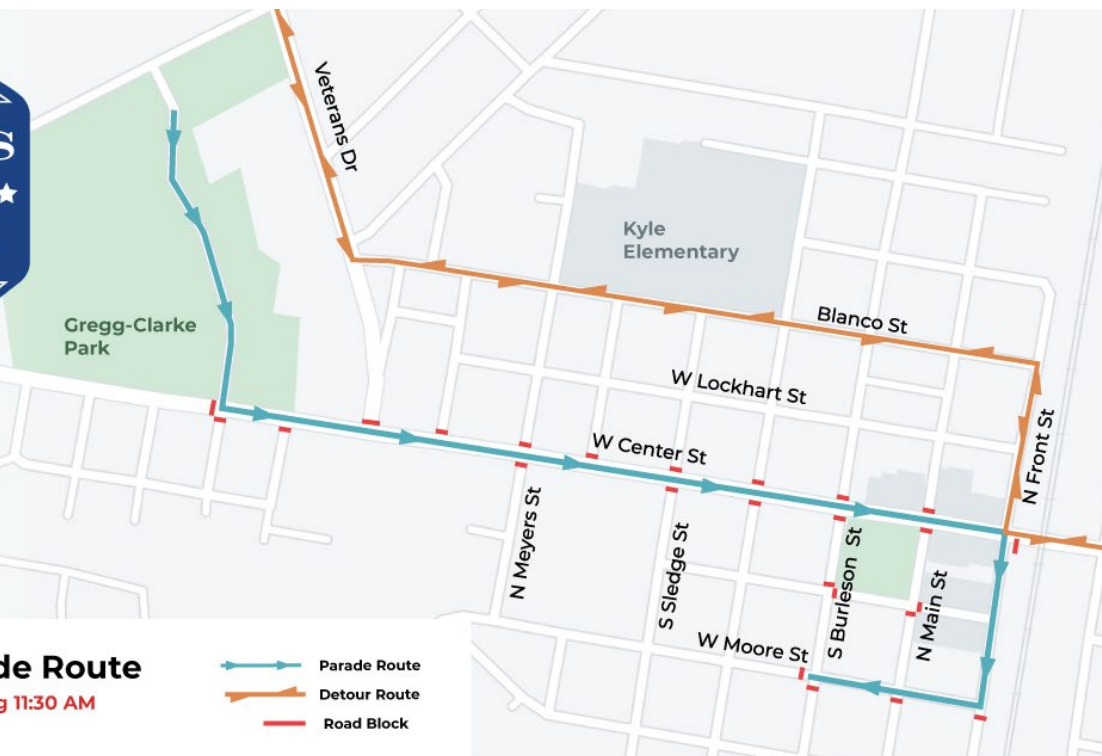 S
Veterans Dr
Kyle
Elementary
Blanco St
Gregg-Clarke
Park
W Lockhart St
W Center St
N Front St
N Meyers St
S Sledge St
S Burleson St
N Main St
W Moore St
de Route
g 11:30 AM
Parade Route
Detour Route
Road Block